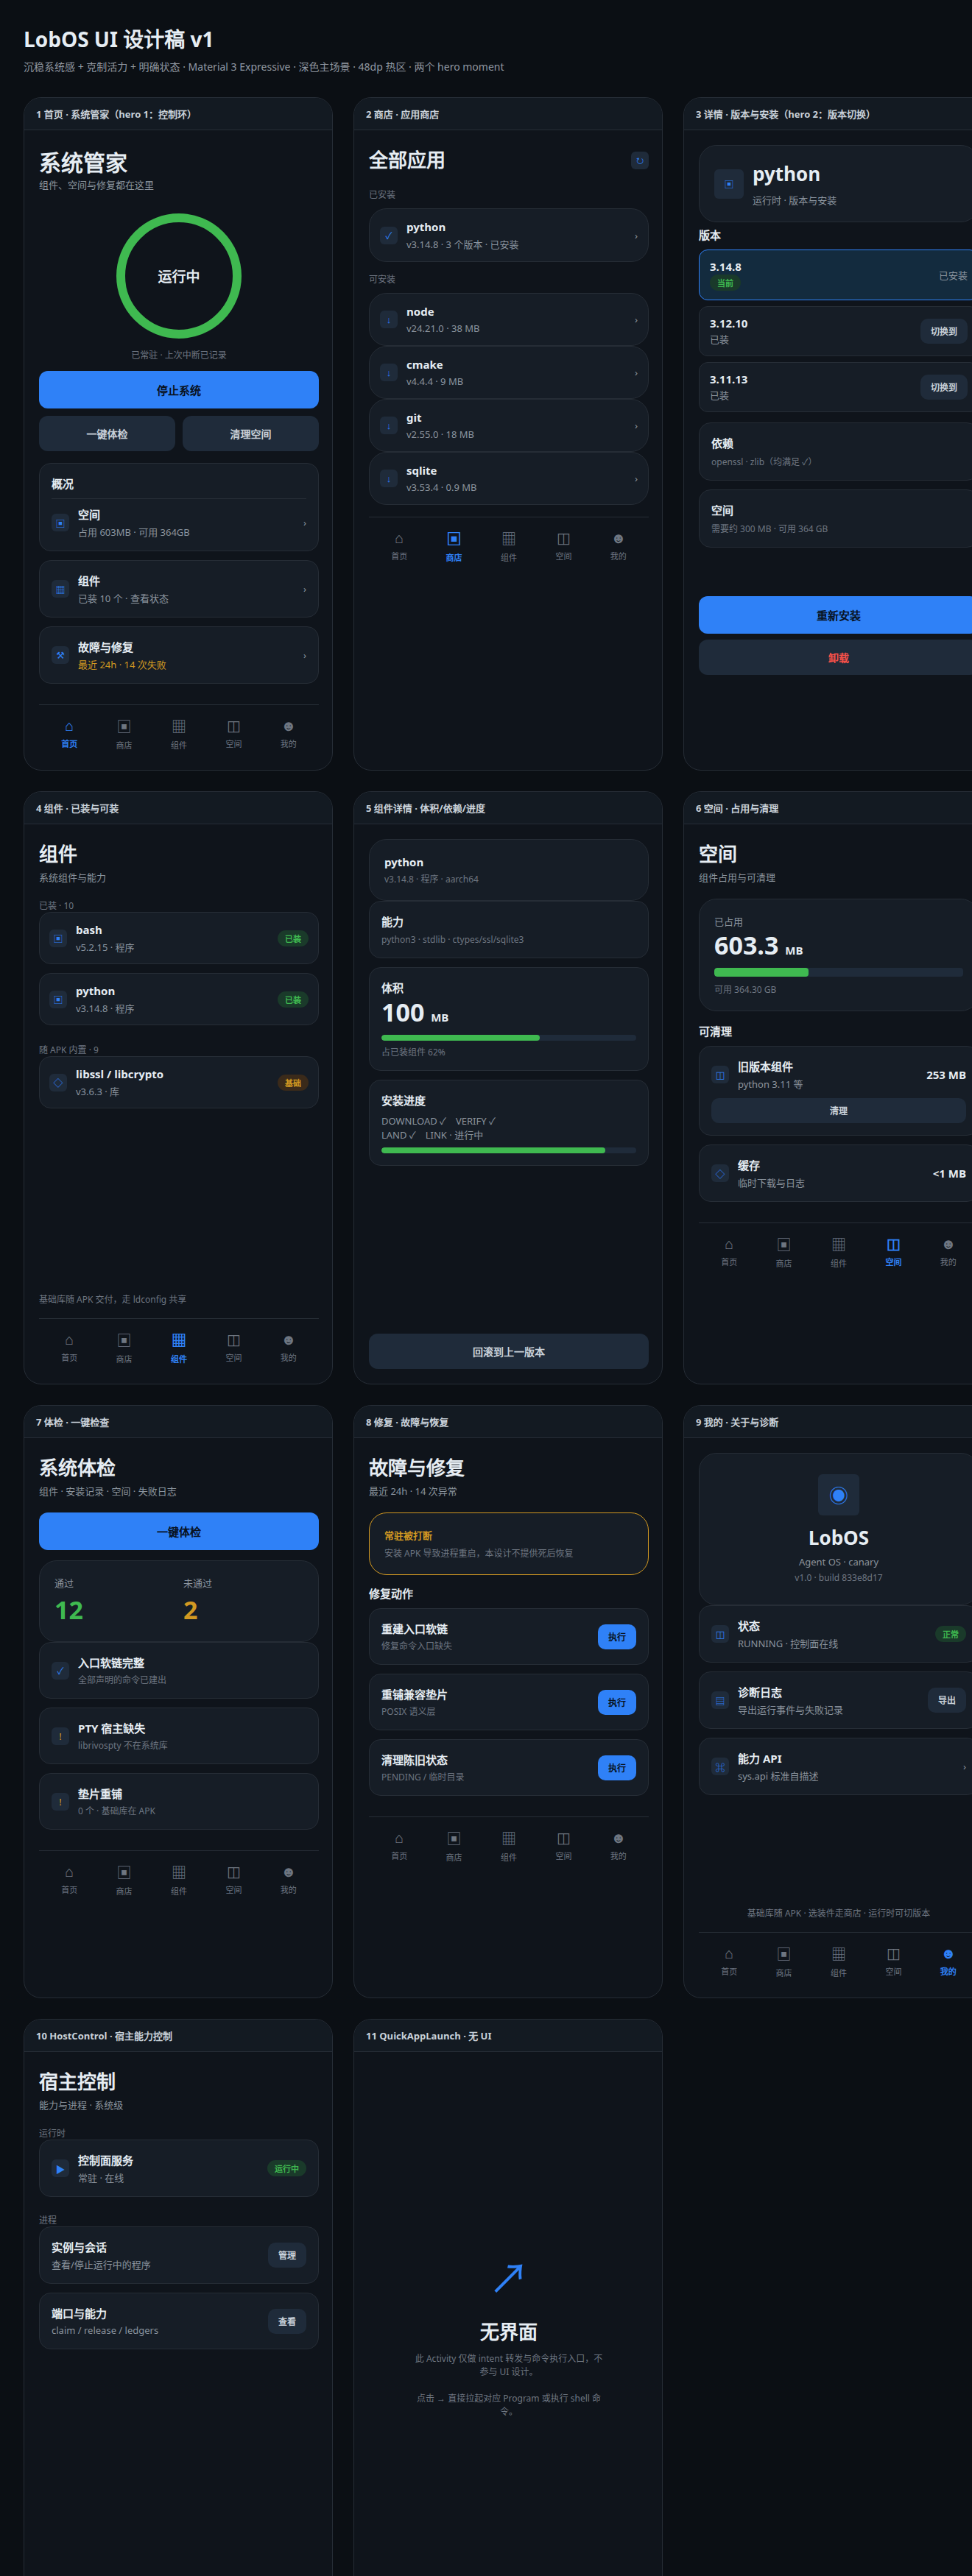 LobOS UI 设计稿 v1
沉稳系统感 + 克制活力 + 明确状态 · Material 3 Expressive · 深色主场景 · 48dp 热区 · 两个 hero moment
1 首页 · 系统管家（hero 1：控制环）
系统管家
组件、空间与修复都在这里
运行中
已常驻 · 上次中断已记录
停止系统
一键体检
清理空间
概况
空间
占用 603MB · 可用 364GB
›
组件
已装 10 个 · 查看状态
›
故障与修复
最近 24h · 14 次失败
›
首页
商店
组件
空间
我的
2 商店 · 应用商店
全部应用
↻
已安装
✓
python
v3.14.8 · 3 个版本 · 已安装
›
可安装
↓
node
v24.21.0 · 38 MB
›
↓
cmake
v4.4.4 · 9 MB
›
↓
git
v2.55.0 · 18 MB
›
↓
sqlite
v3.53.4 · 0.9 MB
›
首页
商店
组件
空间
我的
3 详情 · 版本与安装（hero 2：版本切换）
python
运行时 · 版本与安装
版本
3.14.8
当前
已安装
3.12.10
已装
切换到
3.11.13
已装
切换到
依赖
openssl · zlib（均满足 ✓）
空间
需要约 300 MB · 可用 364 GB
重新安装
卸载
4 组件 · 已装与可装
组件
系统组件与能力
已装 · 10
bash
v5.2.15 · 程序
已装
python
v3.14.8 · 程序
已装
随 APK 内置 · 9
libssl / libcrypto
v3.6.3 · 库
基础
基础库随 APK 交付，走 ldconfig 共享
首页
商店
组件
空间
我的
5 组件详情 · 体积/依赖/进度
python
v3.14.8 · 程序 · aarch64
能力
python3 · stdlib · ctypes/ssl/sqlite3
体积
100 MB
占已装组件 62%
安装进度
DOWNLOAD ✓ VERIFY ✓
LAND ✓ LINK · 进行中
回滚到上一版本
6 空间 · 占用与清理
空间
组件占用与可清理
已占用
603.3 MB
可用 364.30 GB
可清理
旧版本组件
python 3.11 等
253 MB
清理
缓存
临时下载与日志
<1 MB
首页
商店
组件
空间
我的
7 体检 · 一键检查
系统体检
组件 · 安装记录 · 空间 · 失败日志
一键体检
通过
12
未通过
2
✓
入口软链完整
全部声明的命令已建出
!
PTY 宿主缺失
librivospty 不在系统库
!
垫片重铺
0 个 · 基础库在 APK
首页
商店
组件
空间
我的
8 修复 · 故障与恢复
故障与修复
最近 24h · 14 次异常
常驻被打断
安装 APK 导致进程重启，本设计不提供死后恢复
修复动作
重建入口软链
修复命令入口缺失
执行
重铺兼容垫片
POSIX 语义层
执行
清理陈旧状态
PENDING / 临时目录
执行
首页
商店
组件
空间
我的
9 我的 · 关于与诊断
LobOS
Agent OS · canary
v1.0 · build 833e8d17
状态
RUNNING · 控制面在线
正常
诊断日志
导出运行事件与失败记录
导出
⌘
能力 API
sys.api 标准自描述
›
基础库随 APK · 选装件走商店 · 运行时可切版本
首页
商店
组件
空间
我的
10 HostControl · 宿主能力控制
宿主控制
能力与进程 · 系统级
运行时
▶
控制面服务
常驻 · 在线
运行中
进程
实例与会话
查看/停止运行中的程序
管理
端口与能力
claim / release / ledgers
查看
11 QuickAppLaunch · 无 UI
↗
无界面
此 Activity 仅做 intent 转发与命令执行入口，不
参与 UI 设计。
点击 → 直接拉起对应 Program 或执行 shell 命
令。